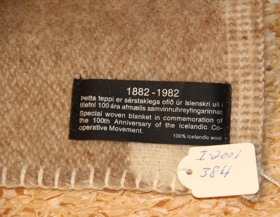 1882-1982
Þetta teppi er sérstaklega ofið úr íslenskri ull í
tilefni 100 ára afmælis samvinnuhreyfingarinnar.
Special woven blanket in commemoration of
the 100th Anniversary of the Icelandic Co-
operative Movement.
100% Icelandic wool
I-2001
384